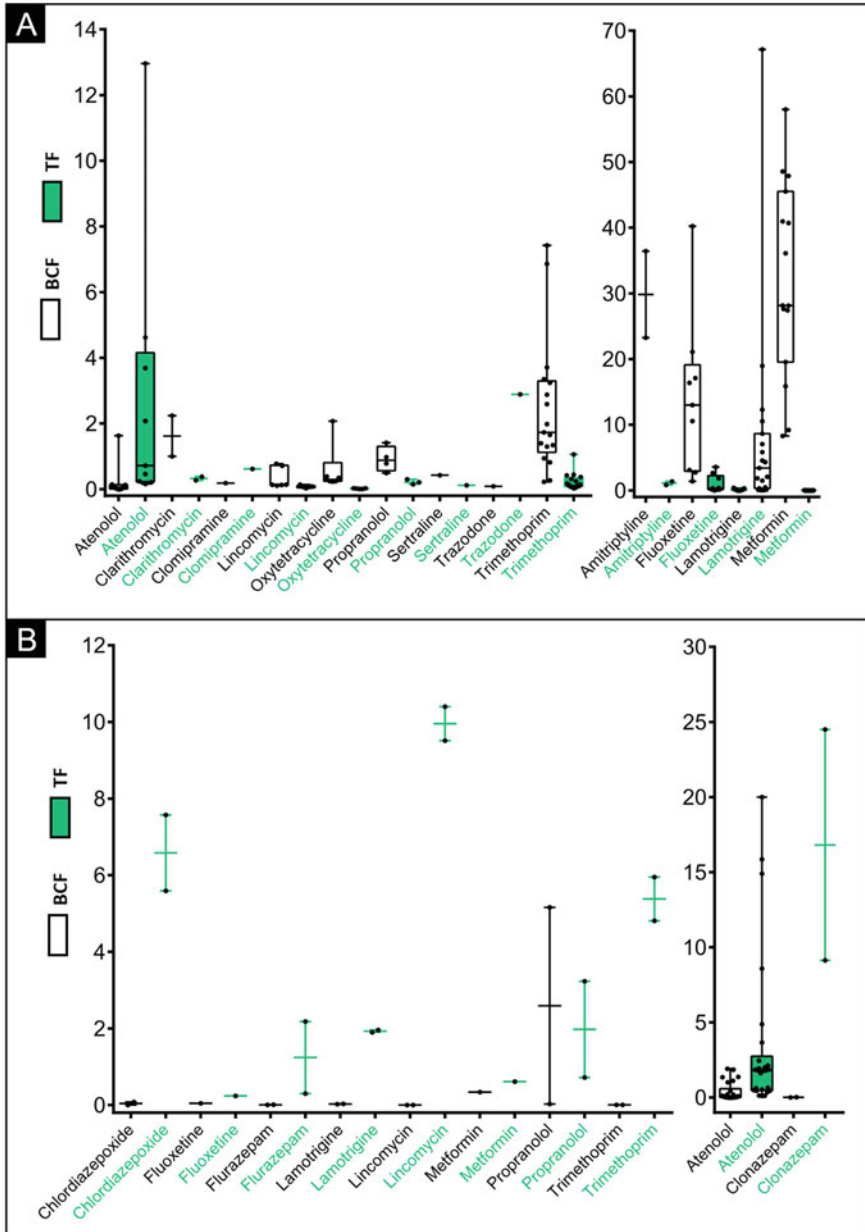 A
14
12
10
8
6
4
2
0
TF
BCF
Atenolol
Atenolol
Clarithromycin
Clarithromycin
Clomipramine
Clomipramine
Lincomycin
Lincomycin
Oxytetracycline
Oxytetracycline
Propranolol
Propranolol
Sertraline
Sertraline
Trazodone
Trazodone
Trimethoprim
Trimethoprim
70
60
50
40
30
20
10
0
Amitriptyline
Amitriptyline
Fluoxetine
Fluoxetine
Lamotrigine
Lamotrigine
Metformin
Metformin
B
12
10
8
6
4
2
0
TF
BCF
Chlordiazepoxide
Chlordiazepoxide
Fluoxetine
Fluoxetine
Flurazepam
Flurazepam
Lamotrigine
Lamotrigine
Lincomycin
Lincomycin
Metformin
Metformin
Propranolol
Propranolol
Trimethoprim
Trimethoprim
30
25
20
15
10
5
0
Atenolol
Atenolol
Clonazepam
Clonazepam